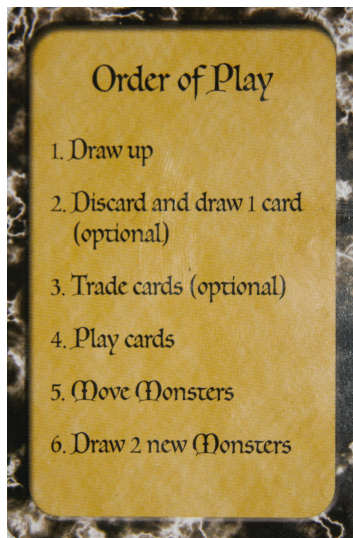 Order of Play
1. Draw up
2. Discard and draw 1 card
(optional)
3. Trade cards (optional)
4. Play cards
5. Move Monsters
6. Draw 2 new Monsters